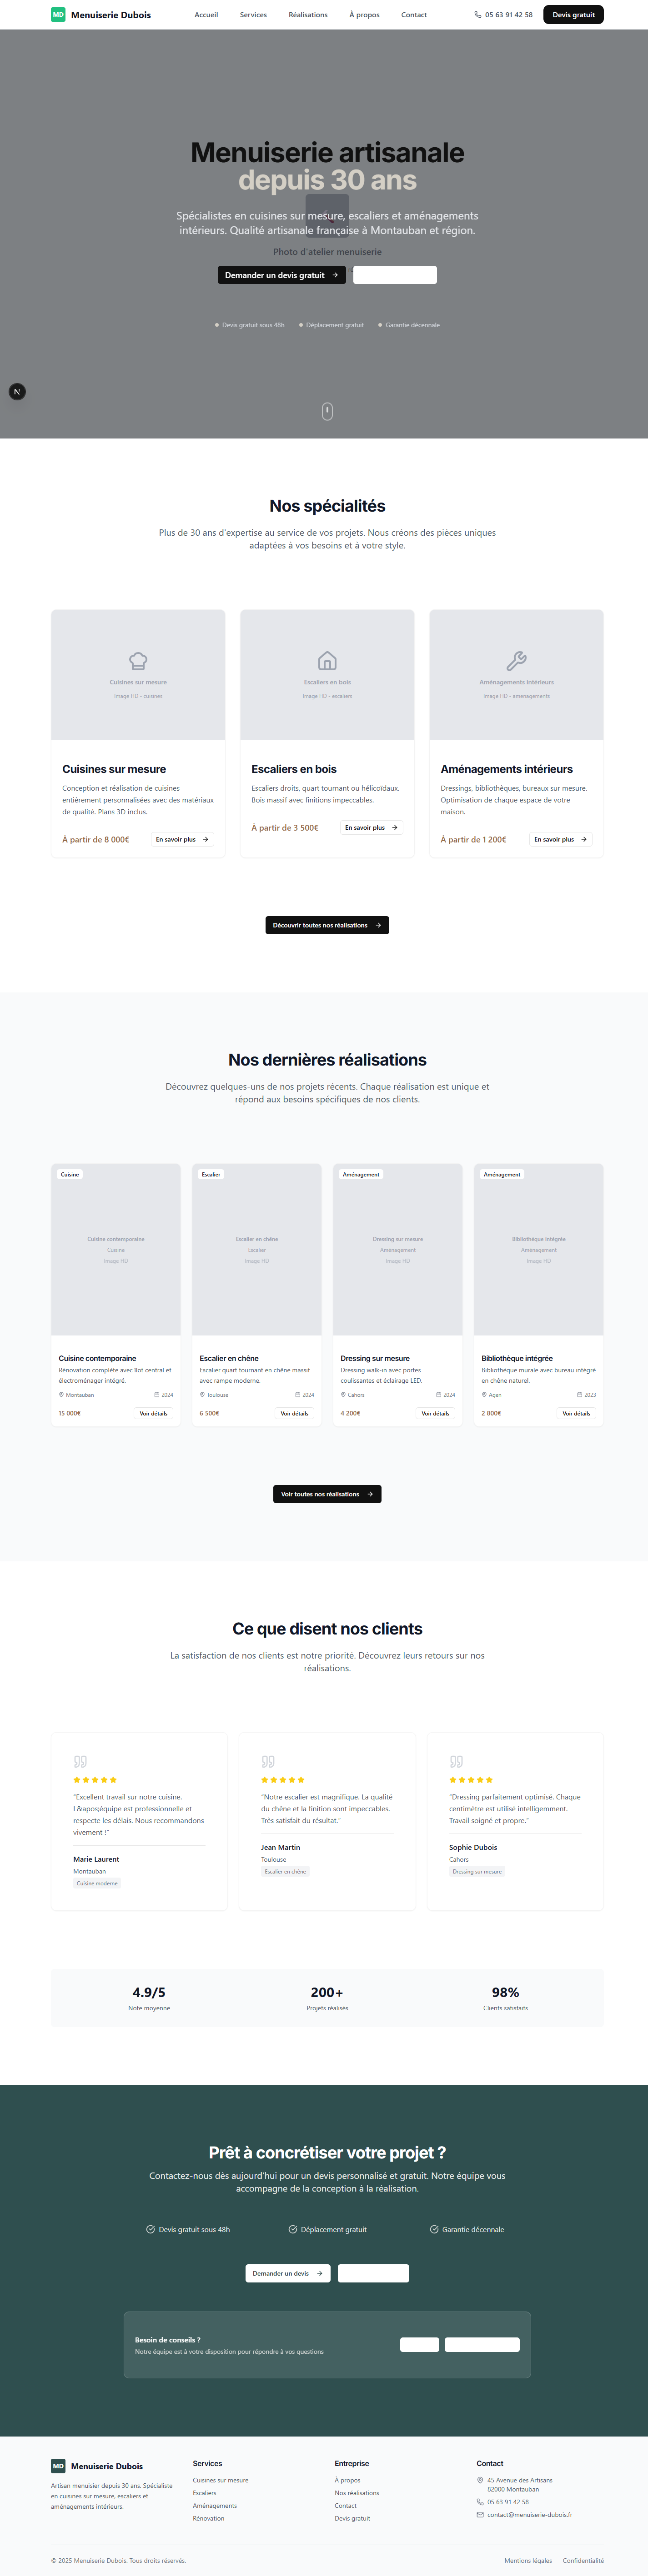 MD Menuiserie Dubois
Accueil
Services
Réalisations
À propos
Contact
05 63 91 42 58
Devis gratuit
Menuiserie artisanale
depuis 30 ans
Spécialistes en cuisines sur mesure, escaliers et aménagements
intérieurs. Qualité artisanale française à Montauban et région.
Photo d'atelier menuiserie
Demander un devis gratuit
Devis gratuit sous 48h
Déplacement gratuit
Garantie décennale
N
Nos spécialités
Plus de 30 ans d'expertise au service de vos projets. Nous créons des pièces uniques
adaptées à vos besoins et à votre style.
Cuisines sur mesure
Image HD - cuisines
Cuisines sur mesure
Conception et réalisation de cuisines
entièrement personnalisées avec des matériaux
de qualité. Plans 3D inclus.
À partir de 8 000€
En savoir plus
Escaliers en bois
Image HD - escaliers
Escaliers en bois
Escaliers droits, quart tournant ou hélicoïdaux.
Bois massif avec finitions impeccables.
À partir de 3 500€
En savoir plus
Aménagements intérieurs
Image HD - amenagements
Aménagements intérieurs
Dressings, bibliothèques, bureaux sur mesure.
Optimisation de chaque espace de votre
maison.
À partir de 1 200€
En savoir plus
Découvrir toutes nos réalisations
Nos dernières réalisations
Découvrez quelques-uns de nos projets récents. Chaque réalisation est unique et
répond aux besoins spécifiques de nos clients.
Cuisine
Cuisine contemporaine
Cuisine
Image HD
Cuisine contemporaine
Rénovation complète avec îlot central et
électroménager intégré.
Montauban
2024
15 000€
Voir détails
Escalier
Escalier en chêne
Escalier
Image HD
Escalier en chêne
Escalier quart tournant en chêne massif
avec rampe moderne.
Toulouse
2024
6 500€
Voir détails
Aménagement
Dressing sur mesure
Aménagement
Image HD
Dressing sur mesure
Dressing walk-in avec portes
coulissantes et éclairage LED.
Cahors
2024
4 200€
Voir détails
Aménagement
Bibliothèque intégrée
Aménagement
Image HD
Bibliothèque intégrée
Bibliothèque murale avec bureau intégré
en chêne naturel.
Agen
2023
2 800€
Voir détails
Voir toutes nos réalisations
Ce que disent nos clients
La satisfaction de nos clients est notre priorité. Découvrez leurs retours sur nos
réalisations.
"Excellent travail sur notre cuisine.
L&apos;équipe est professionnelle et
respecte les délais. Nous recommandons
vivement !"
Marie Laurent
Montauban
Cuisine moderne
"Notre escalier est magnifique. La qualité
du chêne et la finition sont impeccables.
Très satisfait du résultat."
Jean Martin
Toulouse
Escalier en chêne
"Dressing parfaitement optimisé. Chaque
centimètre est utilisé intelligemment.
Travail soigné et propre."
Sophie Dubois
Cahors
Dressing sur mesure
4.9/5
Note moyenne
200+
Projets réalisés
98%
Clients satisfaits
Prêt à concrétiser votre projet ?
Contactez-nous dès aujourd'hui pour un devis personnalisé et gratuit. Notre équipe vous
accompagne de la conception à la réalisation.
Devis gratuit sous 48h
Déplacement gratuit
Garantie décennale
Demander un devis
Besoin de conseils ?
Notre équipe est à votre disposition pour répondre à vos questions
MD Menuiserie Dubois
Artisan menuisier depuis 30 ans. Spécialiste
en cuisines sur mesure, escaliers et
aménagements intérieurs.
Services
Cuisines sur mesure
Escaliers
Aménagements
Rénovation
Entreprise
À propos
Nos réalisations
Contact
Devis gratuit
Contact
45 Avenue des Artisans
82000 Montauban
05 63 91 42 58
contact@menuiserie-dubois.fr
© 2025 Menuiserie Dubois. Tous droits réservés.
Mentions légales
Confidentialité